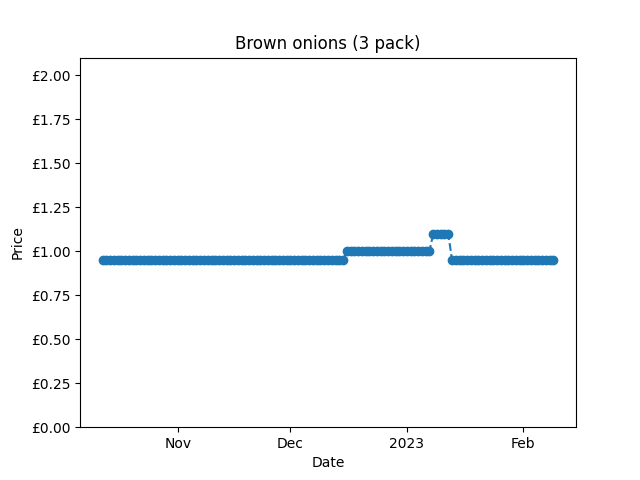 Brown onions (3 pack)
£2.00
£1.75
£1.50
£1.25
£1.00
£0.75
£0.50
£0.25
£0.00
Price
Nov Dec 2023 Feb
Date